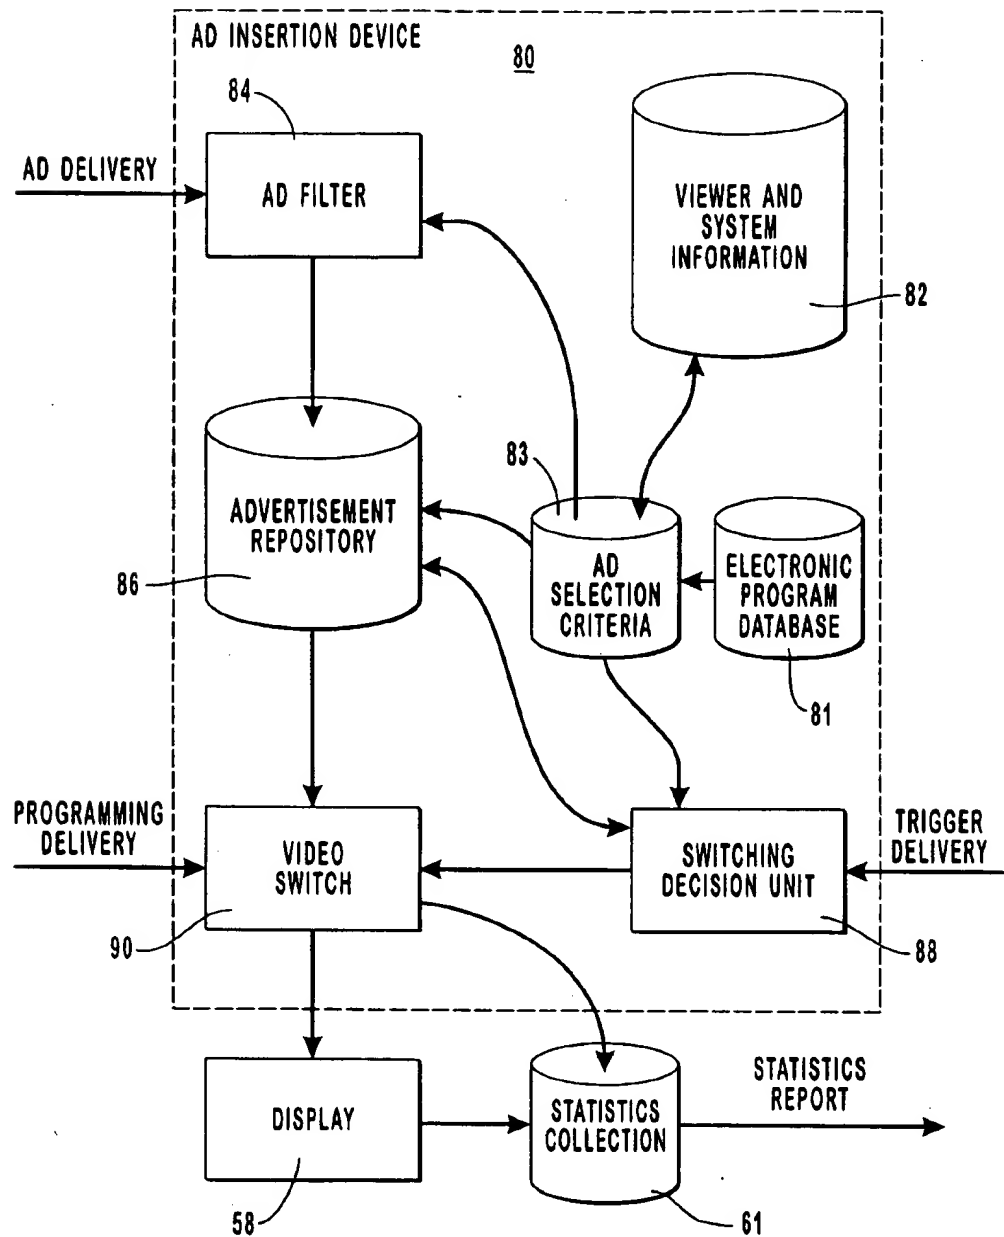 AD INSERTION DEVICE
80
84
AD DELIVERY
AD FILTER
VIEWER AND
SYSTEM
INFORMATION
82
83
ADVERTISEMENT
REPOSITORY
86
AD
SELECTION
CRITERIA
ELECTRONIC
PROGRAM
DATABASE
81
PROGRAMMING
DELIVERY
VIDEO
SWITCH
90
SWITCHING
DECISION UNIT
88
TRIGGER
DELIVERY
DISPLAY
58
STATISTICS
COLLECTION
61
STATISTICS
REPORT